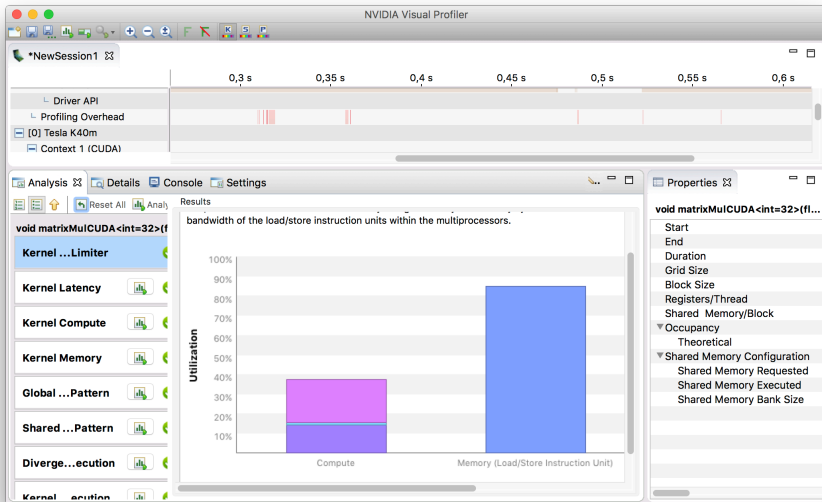 NVIDIA Visual Profiler
K S P
*NewSession1
0,3 s 0,35 s 0,4 s 0,45 s 0,5 s 0,55 s 0,6 s
Driver API
Profiling Overhead
[0] Tesla K40m
Context 1 (CUDA)
Analysis Details Console Settings
Reset All Analy
Results
void matrixMulCUDA<int=32>(f
Kernel ...Limiter
Kernel Latency
Kernel Compute
Kernel Memory
Global ...Pattern
Shared ...Pattern
Diverge...ecution
Kernel ...ecution
bandwidth of the load/store instruction units within the multiprocessors.
Utilization
100%
90%
80%
70%
60%
50%
40%
30%
20%
10%
Compute
Memory (Load/Store Instruction Unit)
Properties
void matrixMulCUDA<int=32>(fl...
Start
End
Duration
Grid Size
Block Size
Registers/Thread
Shared Memory/Block
Occupancy
Theoretical
Shared Memory Configuration
Shared Memory Requested
Shared Memory Executed
Shared Memory Bank Size